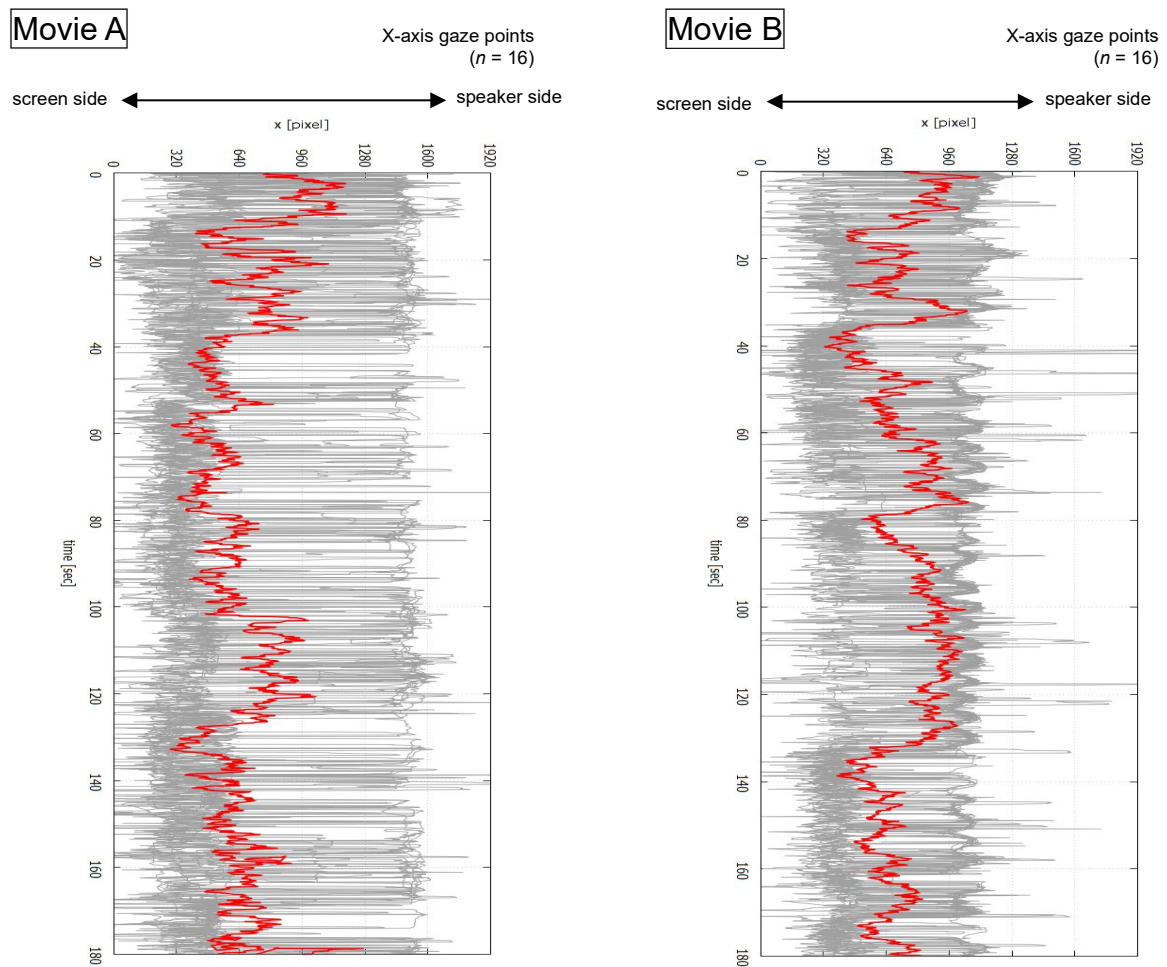 Movie A
X-axis gaze points
(n = 16)
screen side
speaker side
x [pixel]
0 320 640 960 1280 1600 1920
0
20
40
60
80
100
120
140
160
180
time [sec]
Movie B
X-axis gaze points
(n = 16)
screen side
speaker side
x [pixel]
0 320 640 960 1280 1600 1920
0
20
40
60
80
100
120
140
160
180
time [sec]